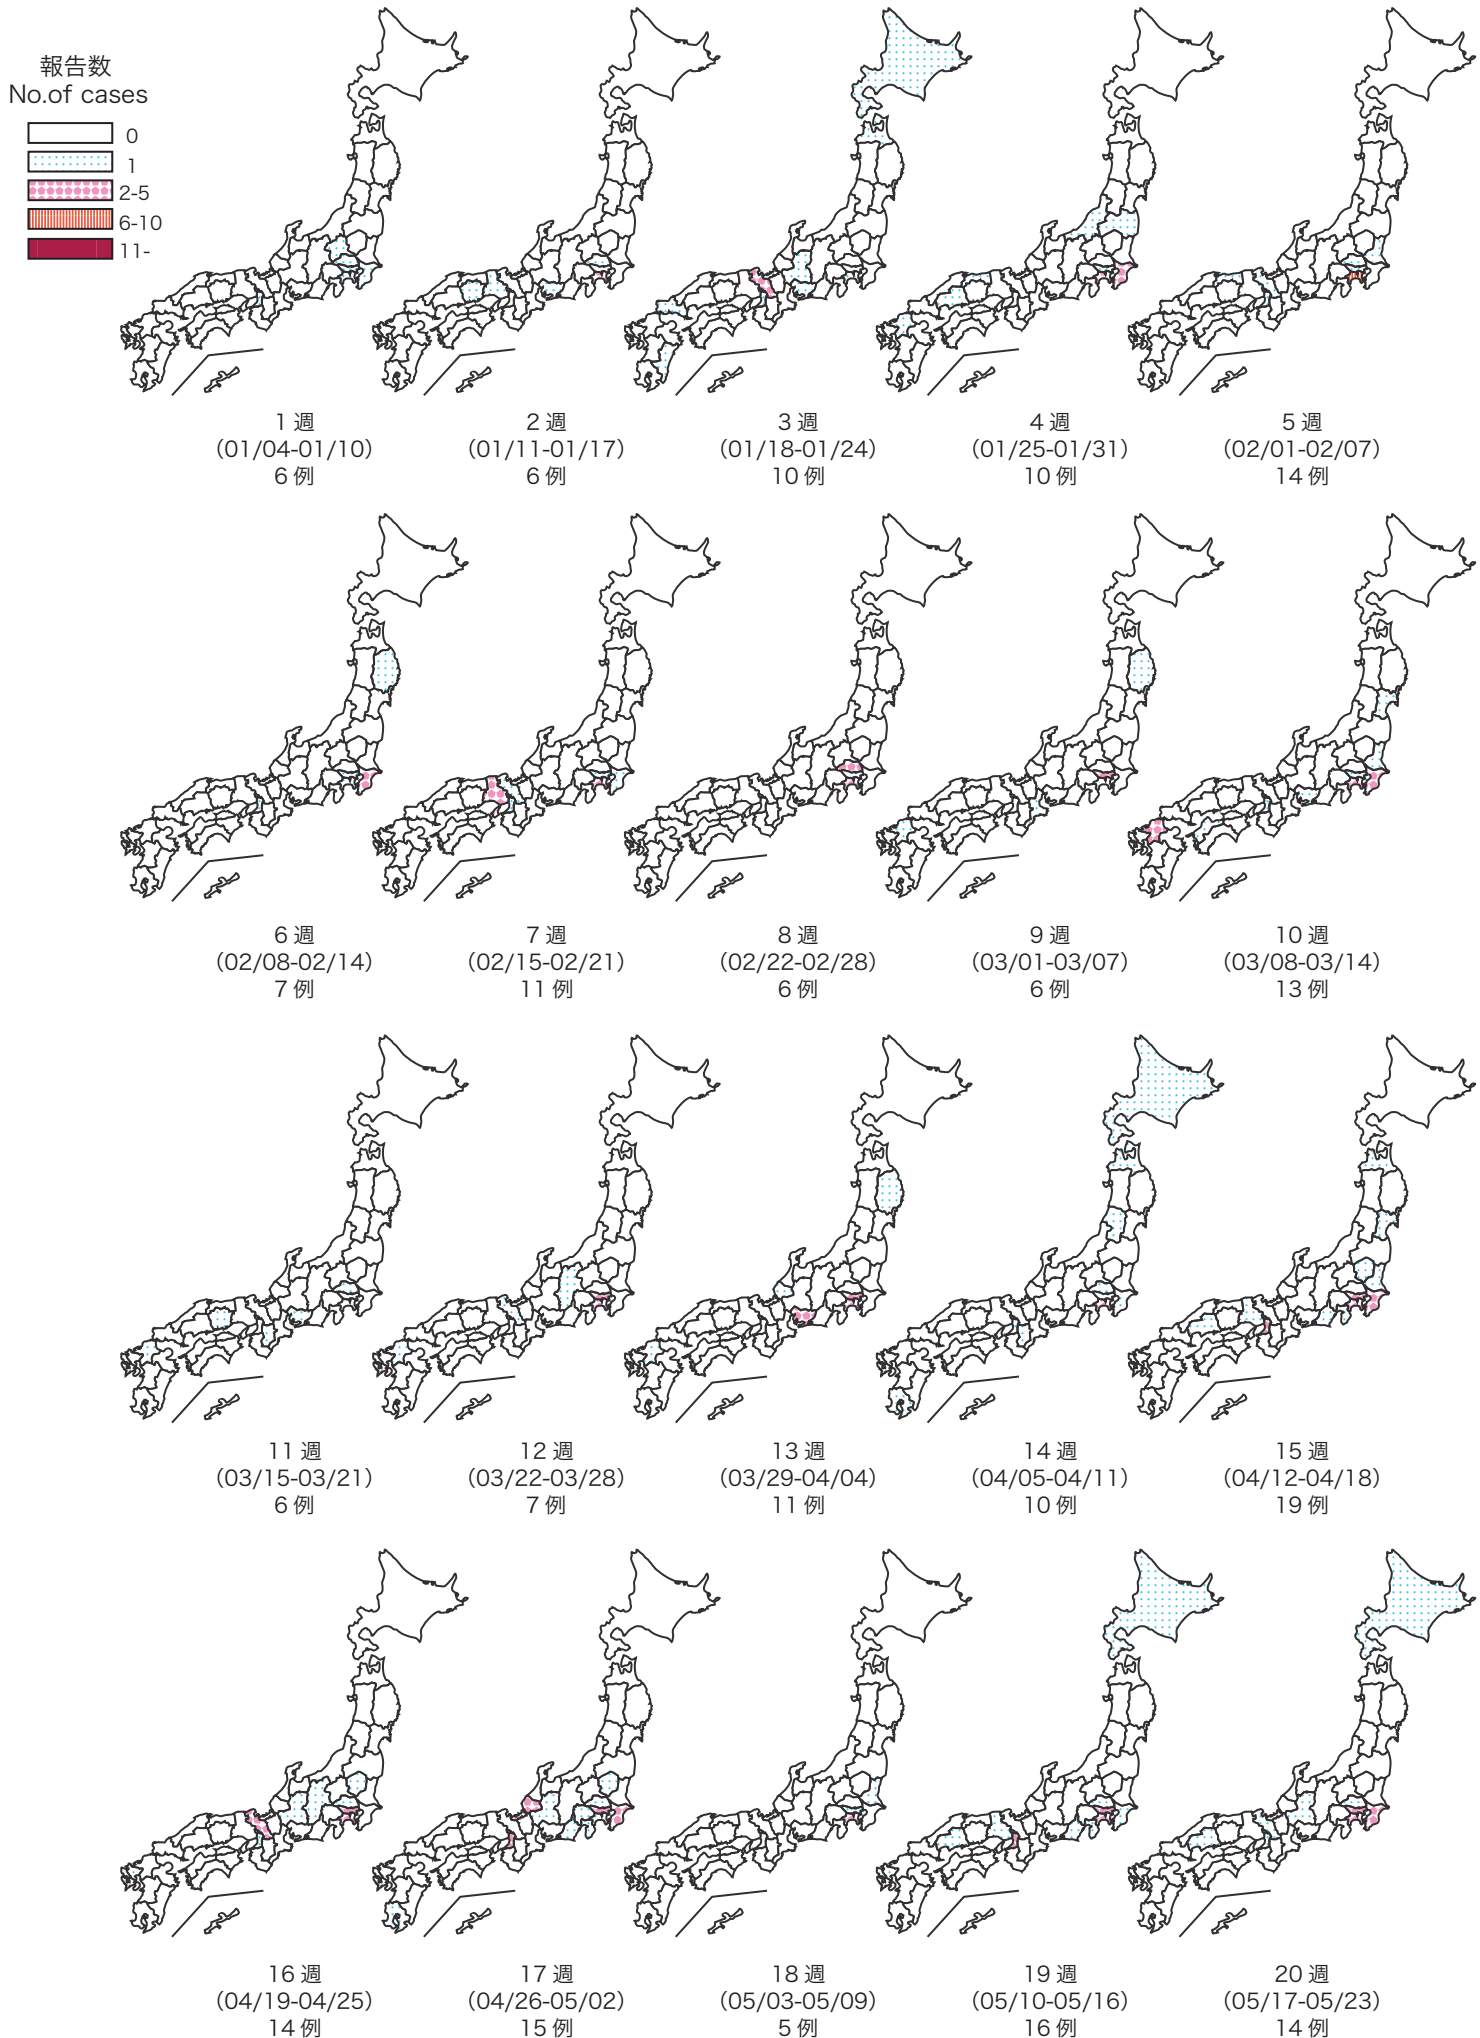 報告数
No.of cases
0
1
2-5
6-10
11-
1 週
（01/04-01/10）
6 例
2 週
（01/11-01/17）
6 例
3 週
（01/18-01/24）
10 例
4 週
（01/25-01/31）
10 例
5 週
（02/01-02/07）
14 例
6 週
（02/08-02/14）
7 例
7 週
（02/15-02/21）
11 例
8 週
（02/22-02/28）
6 例
9 週
（03/01-03/07）
6 例
10 週
（03/08-03/14）
13 例
11 週
（03/15-03/21）
6 例
12 週
（03/22-03/28）
7 例
13 週
（03/29-04/04）
11 例
14 週
（04/05-04/11）
10 例
15 週
（04/12-04/18）
19 例
16 週
（04/19-04/25）
14 例
17 週
（04/26-05/02）
15 例
18 週
（05/03-05/09）
5 例
19 週
（05/10-05/16）
16 例
20 週
（05/17-05/23）
14 例